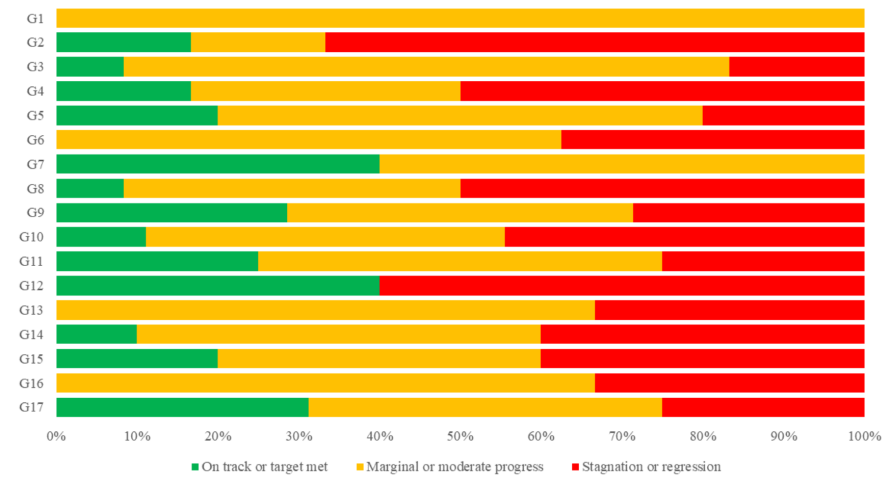 G1
G2
G3
G4
G5
G6
G7
G8
G9
G10
G11
G12
G13
G14
G15
G16
G17
0% 10% 20% 30% 40% 50% 60% 70% 80% 90% 100%
On track or target met Marginal or moderate progress Stagnation or regression